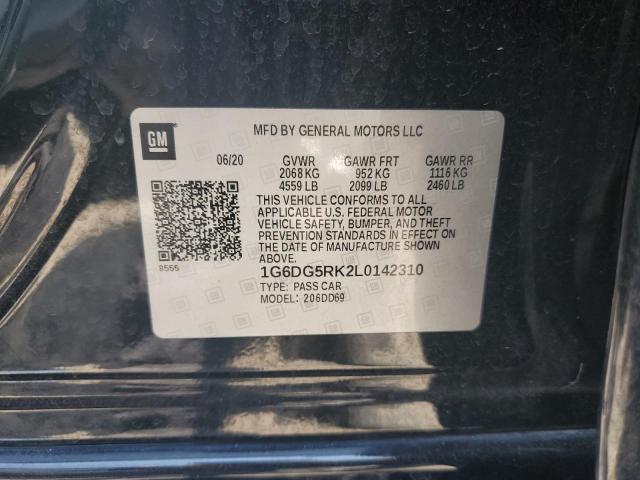 GM
MFD BY GENERAL MOTORS LLC
06/20 GVWR GAWR FRT GAWR RR
2068 KG 952 KG 1116 KG
4559 LB 2099 LB 2460 LB
THIS VEHICLE CONFORMS TO ALL
APPLICABLE U.S. FEDERAL MOTOR
VEHICLE SAFETY, BUMPER, AND THEFT
PREVENTION STANDARDS IN EFFECT ON
THE DATE OF MANUFACTURE SHOWN
ABOVE.
8555
1G6DG5RK2L0142310
TYPE: PASS CAR
MODEL: 206DD69